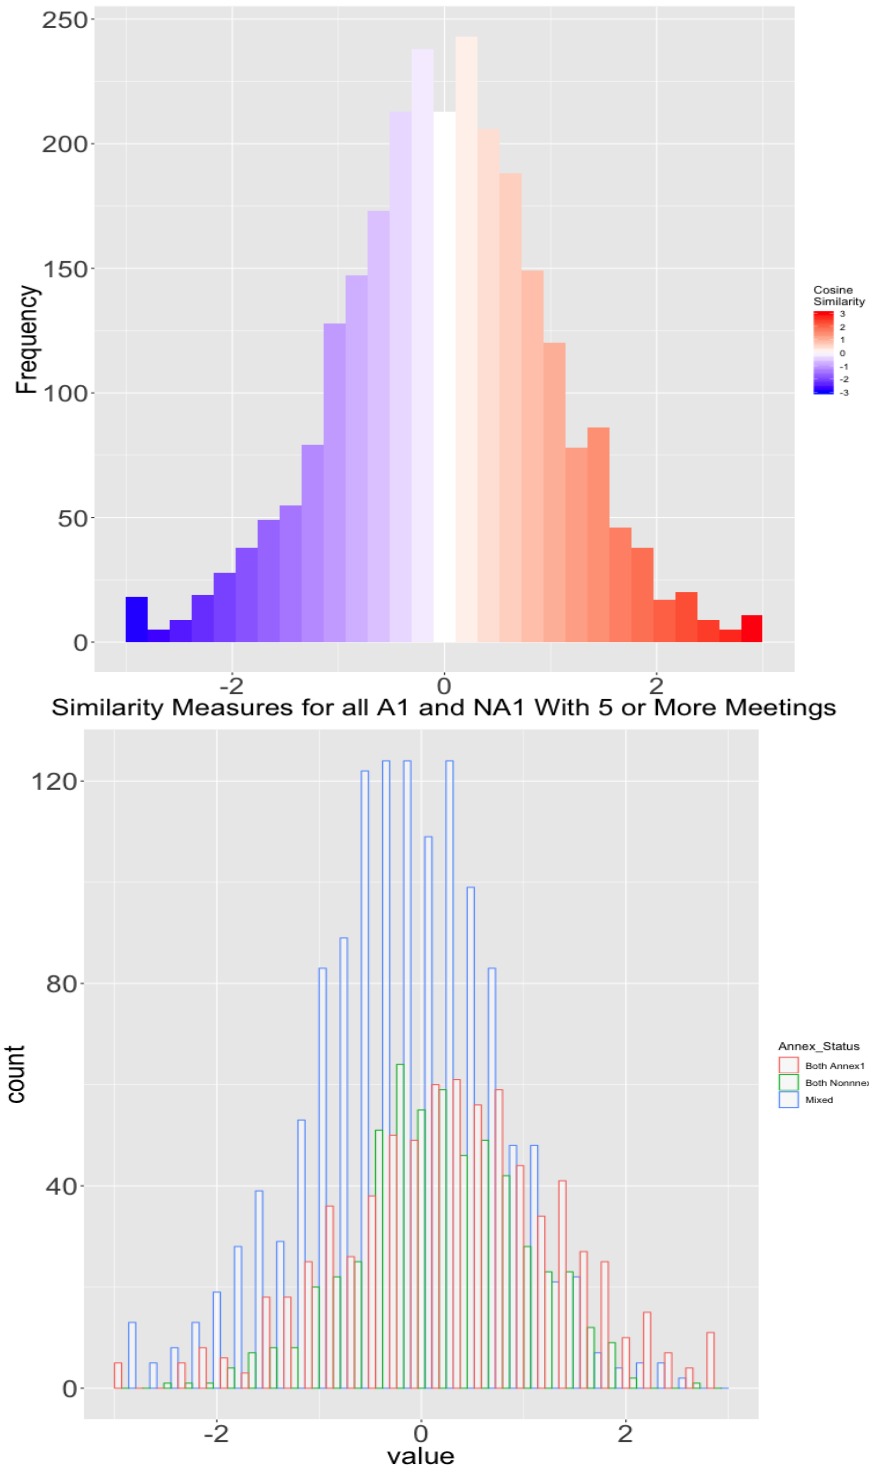 250
200
150
100
50
0
Frequency
-2 0 2
Cosine
Similarity
3
2
1
0
-1
-2
-3
Similarity Measures for all A1 and NA1 With 5 or More Meetings
120
80
40
0
count
-2 0 2
value
Annex_Status
Both Annex1
Both Nonnnex
Mixed